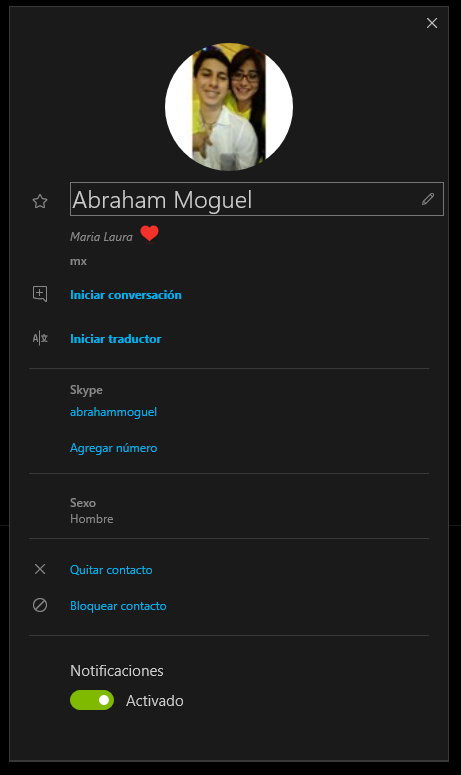 Abraham Moguel
Maria Laura ❤
mx
Iniciar conversación
Iniciar traductor
Skype
abrahammoguel
Agregar número
Sexo
Hombre
Quitar contacto
Bloquear contacto
Notificaciones
Activado